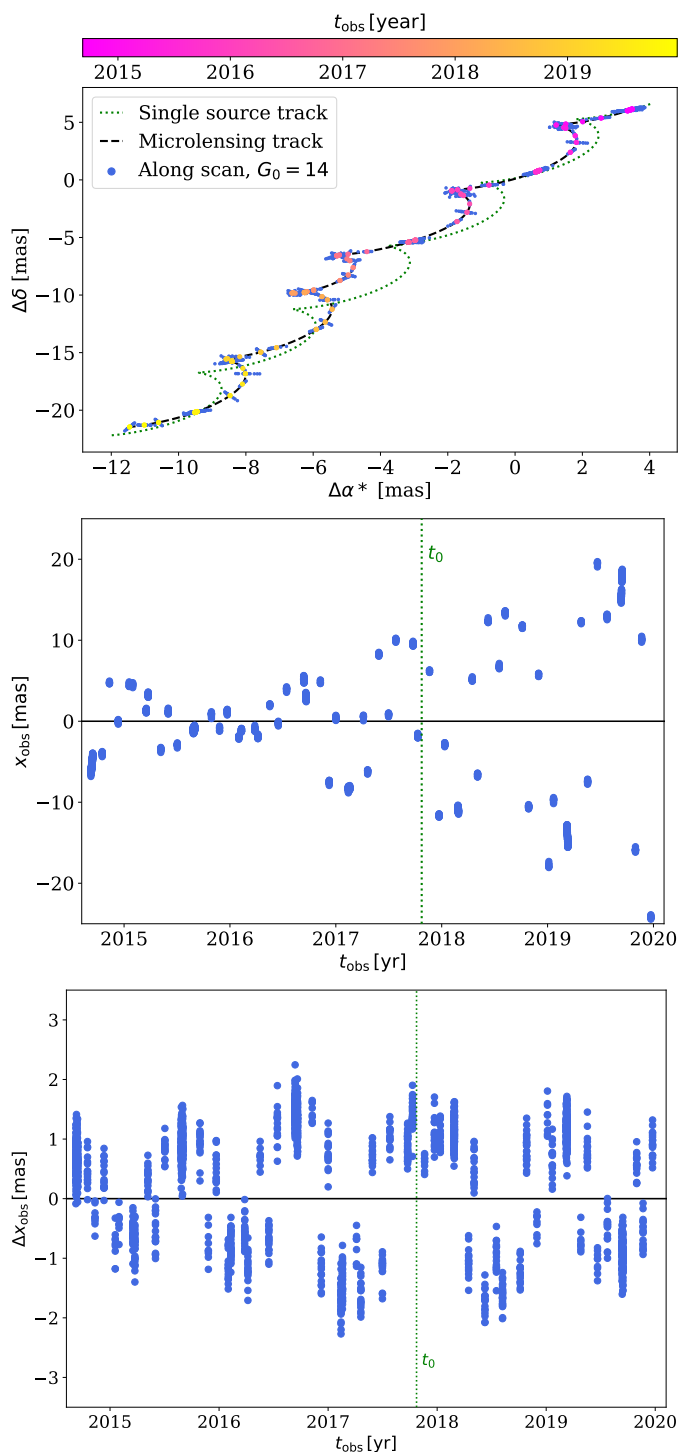 t_obs [year]
2015 2016 2017 2018 2019
Single source track
Microlensing track
Along scan, G_0 = 14
5
0
−5
−10
−15
−20
Δδ [mas]
−12 −10 −8 −6 −4 −2 0 2 4
Δα* [mas]
20
10
0
−10
−20
x_obs [mas]
t_0
2015 2016 2017 2018 2019 2020
t_obs [yr]
3
2
1
0
−1
−2
−3
Δx_obs [mas]
t_0
2015 2016 2017 2018 2019 2020
t_obs [yr]